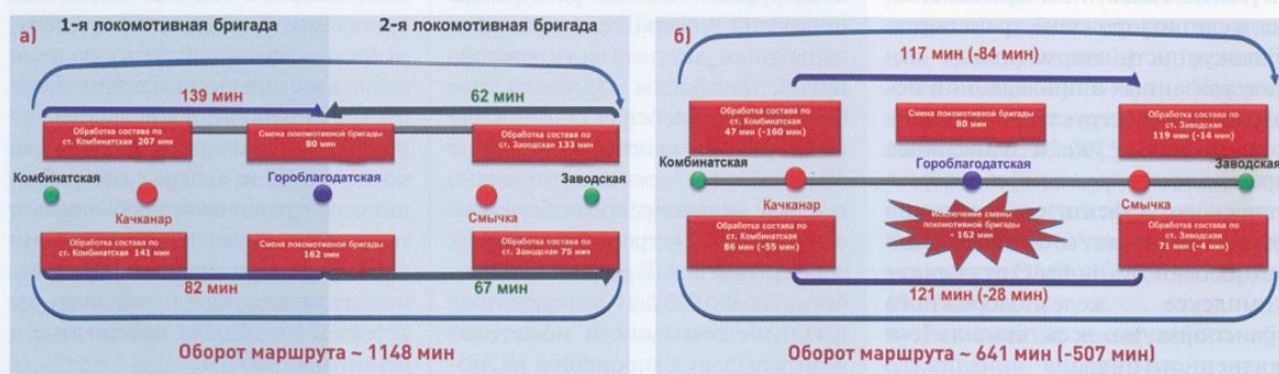 1-я локомотивная бригада
2-я локомотивная бригада
а)
139 мин
62 мин
Обработка состава по
ст. Комбинатская 207 мин
Смена локомотивной бригады
80 мин
Обработка состава по
ст. Заводская 133 мин
Комбинатская
Гороблагодатская
Заводская
Качканар
Смычка
Обработка состава по
ст. Комбинатская 141 мин
Смена локомотивной бригады
162 мин
Обработка состава по
ст. Заводская 75 мин
82 мин
67 мин
Оборот маршрута ~ 1148 мин
б)
117 мин (-84 мин)
Обработка состава по
ст. Комбинатская
47 мин (-160 мин)
Смена локомотивной бригады
80 мин
Обработка состава по
ст. Заводская
119 мин (-14 мин)
Комбинатская
Гороблагодатская
Заводская
Качканар
Смычка
Обработка состава по
ст. Комбинатская
86 мин (-55 мин)
Исключение смены
локомотивной бригады
- 162 мин
Обработка состава по
ст. Заводская
71 мин (-4 мин)
121 мин (-28 мин)
Оборот маршрута ~ 641 мин (-507 мин)